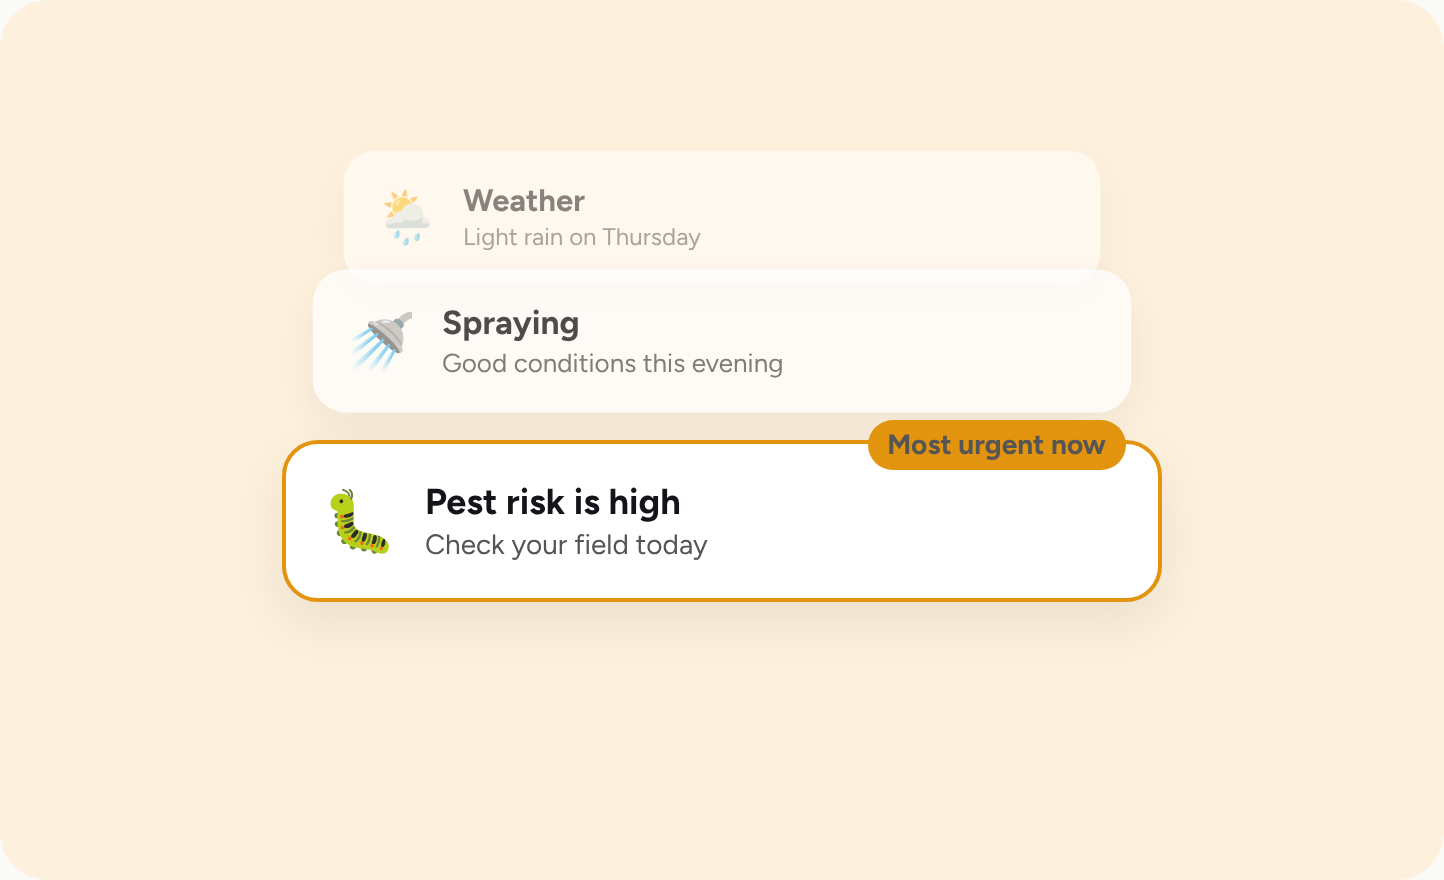 Weather
Light rain on Thursday
Spraying
Good conditions this evening
Most urgent now
Pest risk is high
Check your field today